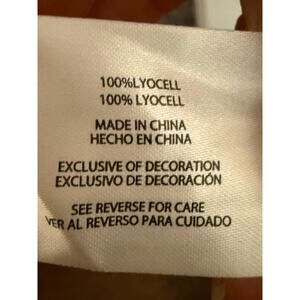 100%LYOCELL
100% LYOCELL
MADE IN CHINA
HECHO EN CHINA
EXCLUSIVE OF DECORATION
EXCLUSIVO DE DECORACIÓN
SEE REVERSE FOR CARE
VER AL REVERSO PARA CUIDADO